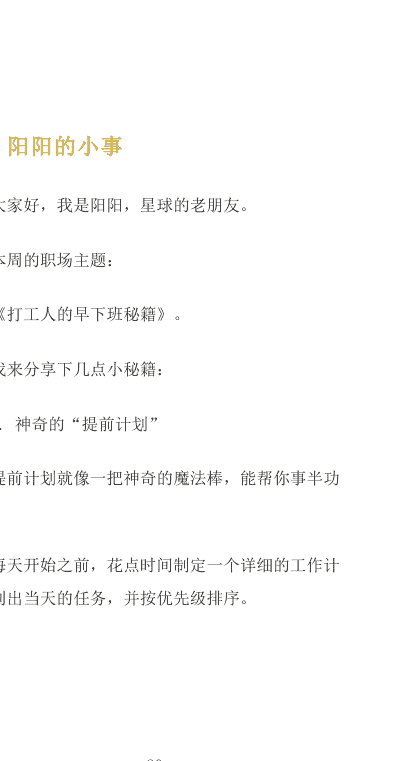 阳阳的小事
大家好，我是阳阳，星球的老朋友。
本周的职场主题：
《打工人的早下班秘籍》。
我来分享下几点小秘籍：
. 神奇的“提前计划”
提前计划就像一把神奇的魔法棒，能帮你事半功
每天开始之前，花点时间制定一个详细的工作计
列出当天的任务，并按优先级排序。